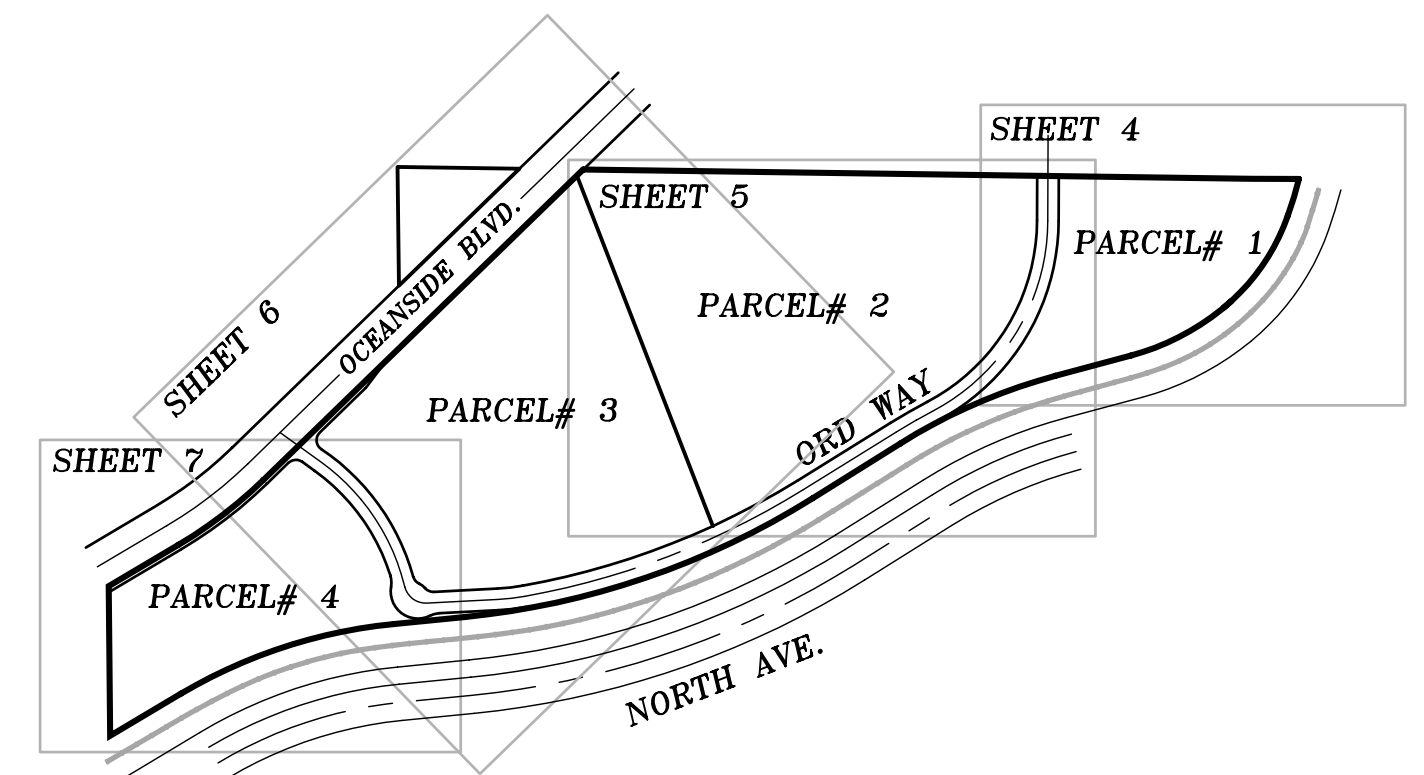 SHEET 4
SHEET 5
OCEANSIDE BLVD.
PARCEL# 1
PARCEL# 2
SHEET 6
PARCEL# 3
ORD WAY
SHEET 7
PARCEL# 4
NORTH AVE.